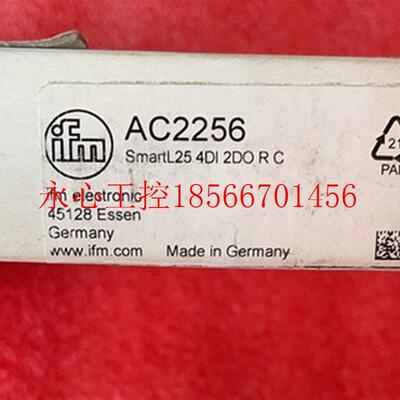 ifm
AC2256
SmartL25 4DI 2DO R C
永心工控18566701456
ifm electronic
45128 Essen
Germany
www.ifm.com
Made in Germany
21
PAP